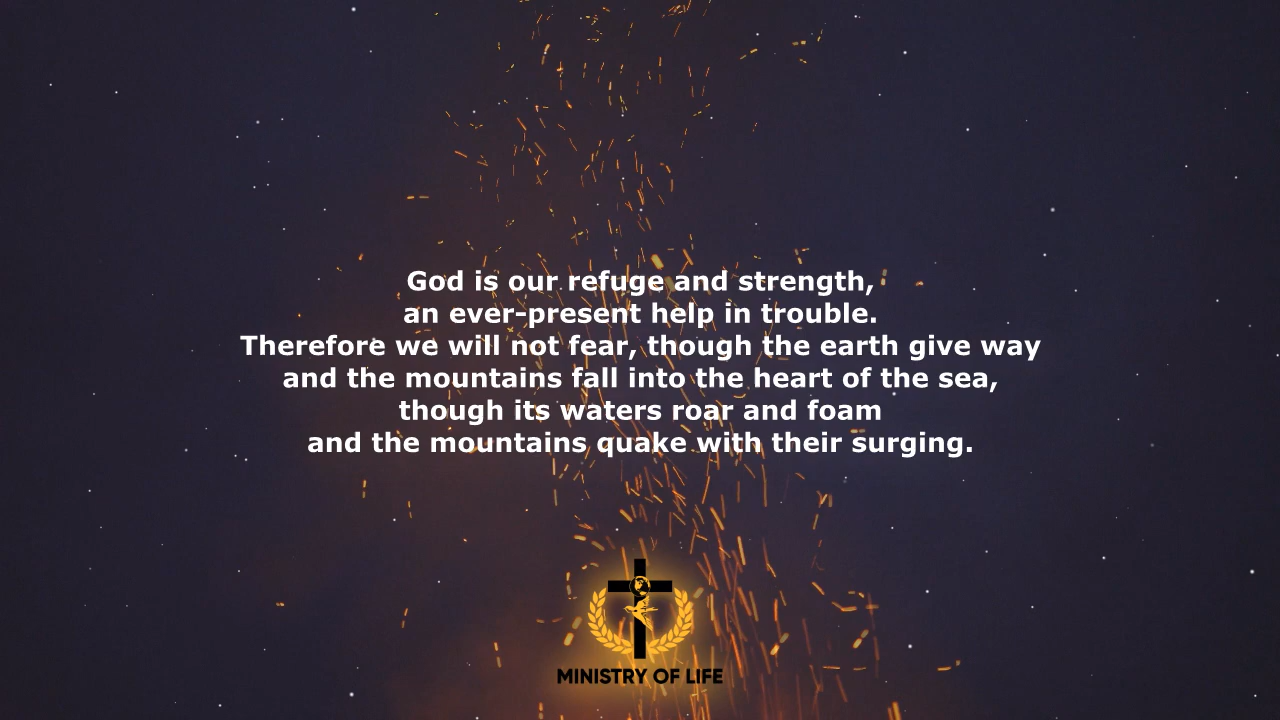 God is our refuge and strength,
an ever-present help in trouble.
Therefore we will not fear, though the earth give way
and the mountains fall into the heart of the sea,
though its waters roar and foam
and the mountains quake with their surging.
MINISTRY OF LIFE